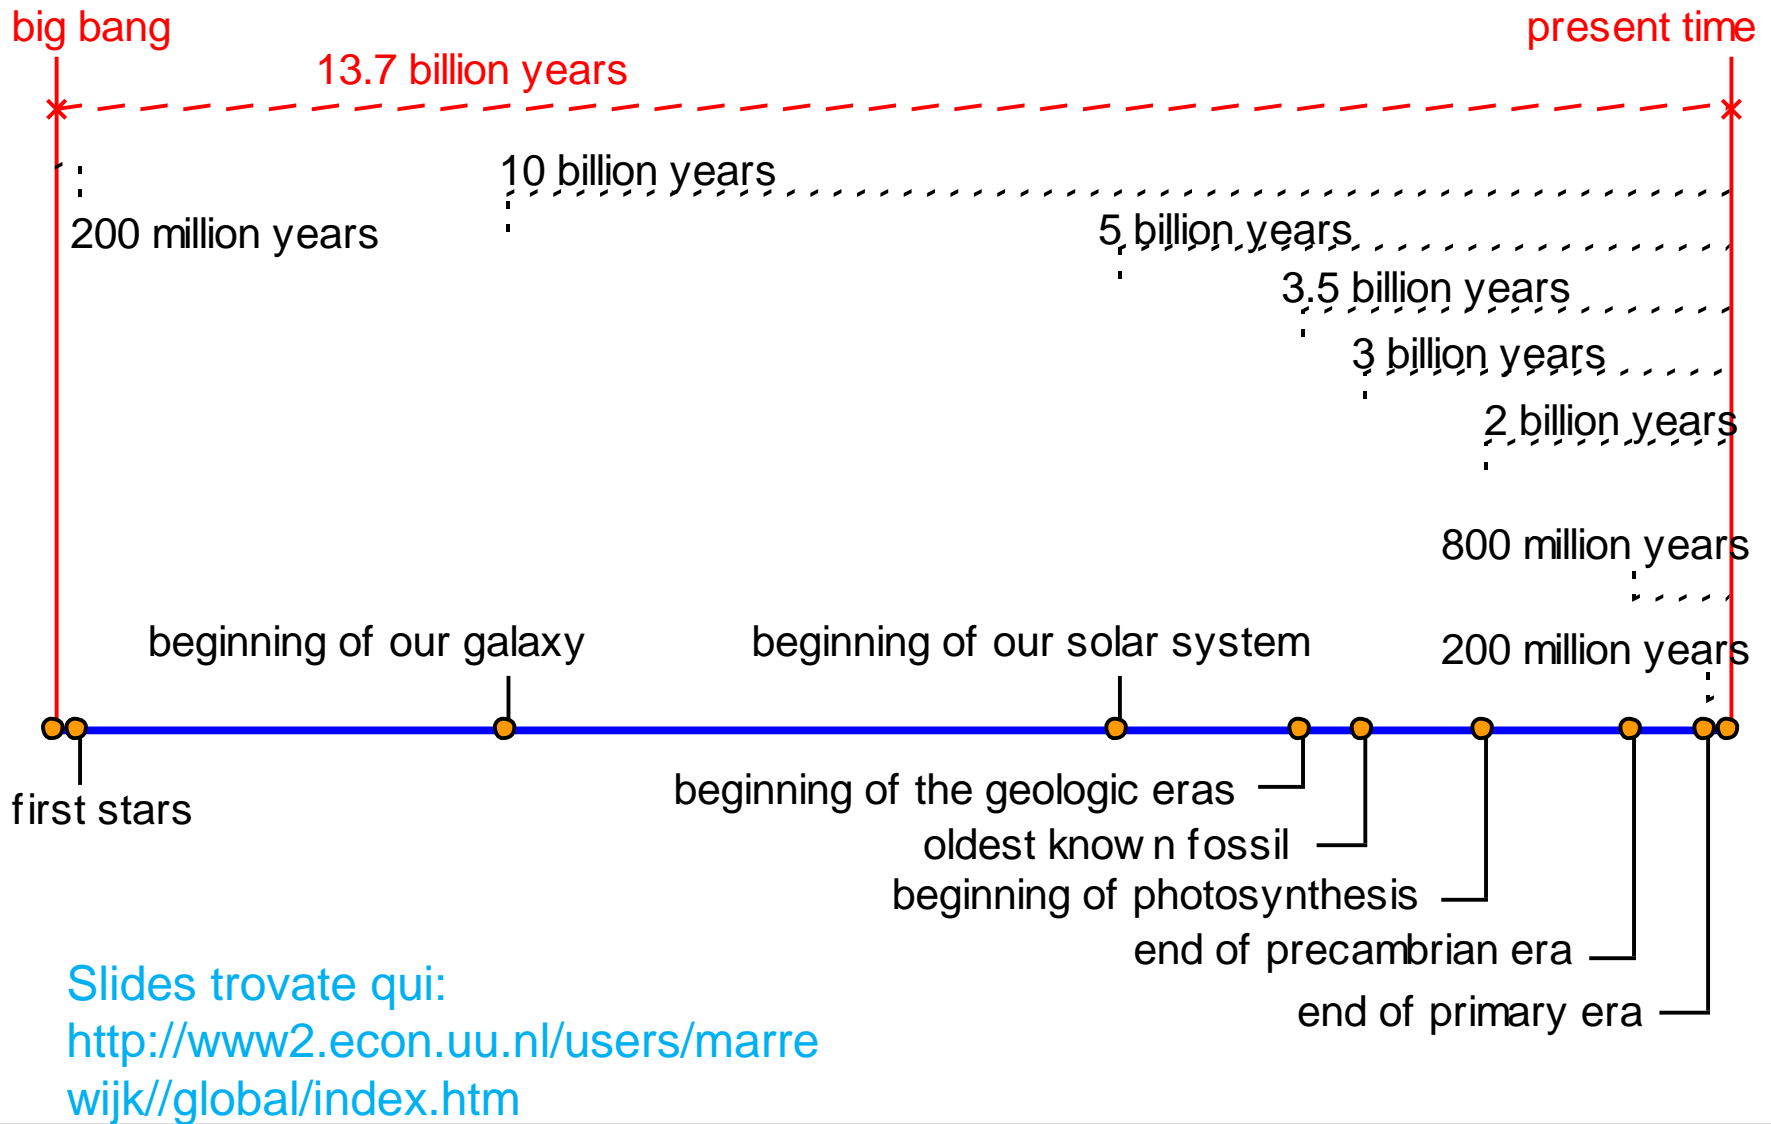 big bang
present time
13.7 billion years
10 billion years
200 million years
5 billion years
3.5 billion years
3 billion years
2 billion years
800 million years
beginning of our galaxy
beginning of our solar system
200 million years
first stars
beginning of the geologic eras
oldest known fossil
beginning of photosynthesis
end of precambrian era
end of primary era
Slides trovate qui:
http://www2.econ.uu.nl/users/marre
wijk//global/index.htm